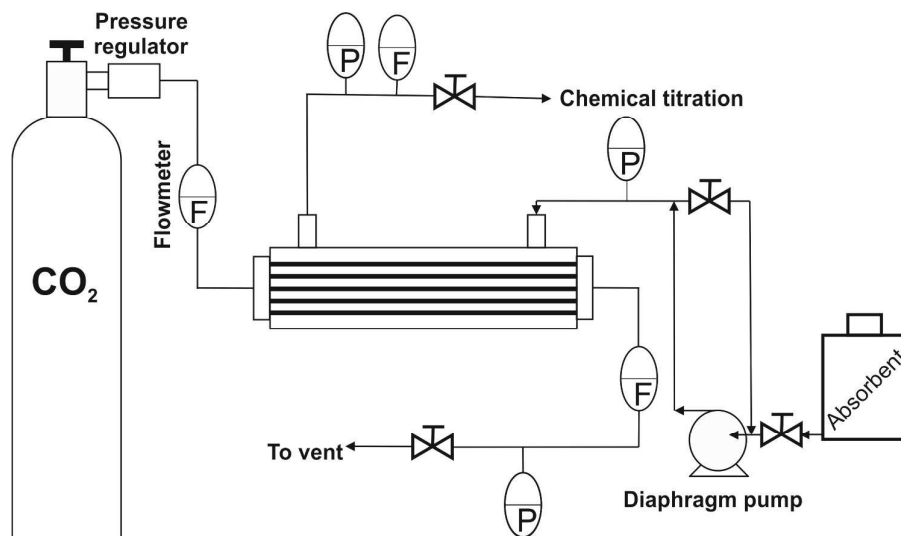 Pressure
regulator
P
F
Chemical titration
P
Flowmeter
F
CO₂
F
Absorbent
To vent
P
Diaphragm pump